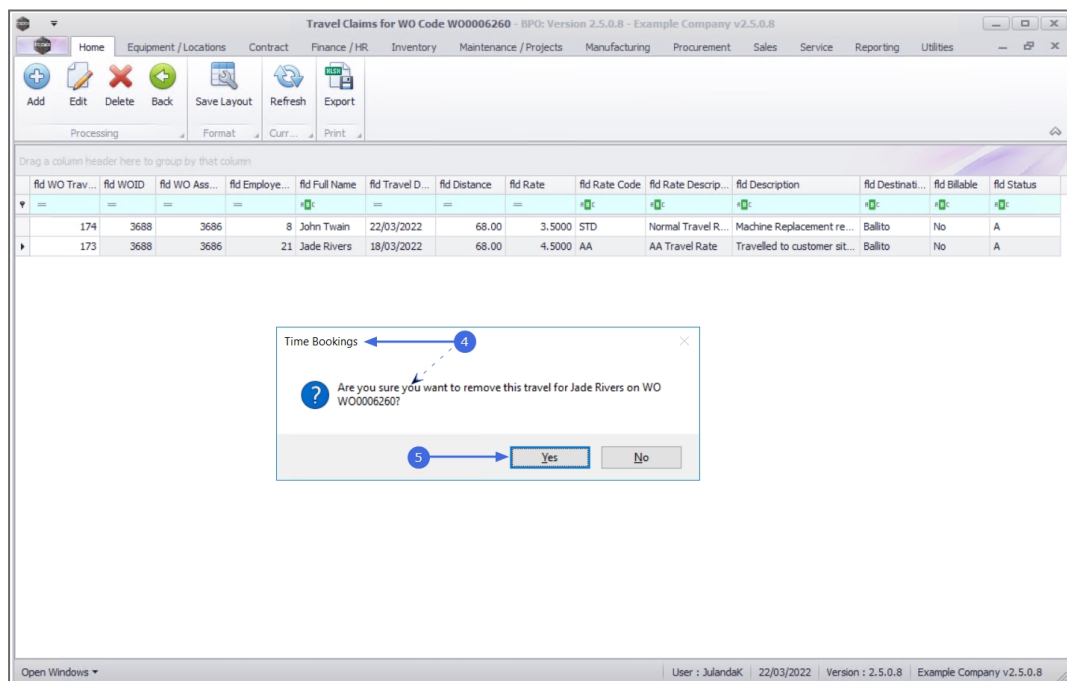 Travel Claims for WO Code WO0006260 - BPO: Version 2.5.0.8 - Example Company v2.5.0.8
Home Equipment / Locations Contract Finance / HR Inventory Maintenance / Projects Manufacturing Procurement Sales Service Reporting Utilities
Add Edit Delete Back Save Layout Refresh Export
Processing Format Curr... Print
Drag a column header here to group by that column
fld WO Trav... fld WOID fld WO Ass... fld Employe... fld Full Name fld Travel D... fld Distance fld Rate fld Rate Code fld Rate Descrip... fld Description fld Destinati... fld Billable fld Status
174 3688 3686 8 John Twain 22/03/2022 68.00 3.5000 STD Normal Travel R... Machine Replacement re... Ballito No A
173 3688 3686 21 Jade Rivers 18/03/2022 68.00 4.5000 AA AA Travel Rate Travelled to customer sit... Ballito No A
Time Bookings 4
Are you sure you want to remove this travel for Jade Rivers on WO
WO0006260?
5 Yes No
Open Windows User : JulandaK 22/03/2022 Version : 2.5.0.8 Example Company v2.5.0.8